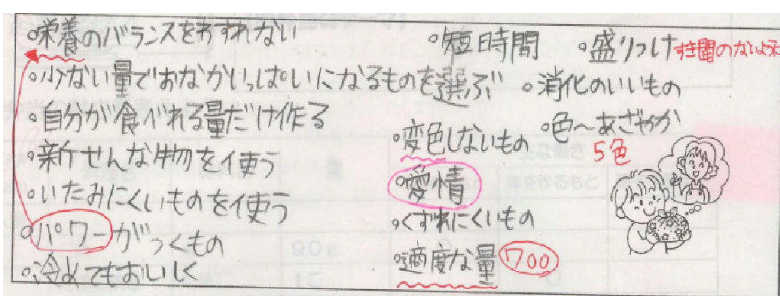 ◦栄養のバランスをわすれない
◦少ない量でおなかいっぱいになるものを選ぶ
◦自分が食べれる量だけ作る
◦新せんな物を使う
◦いたみにくいものを使う
◦パワーがつくもの
◦冷めてもおいしく
◦短時間
◦盛りつけ すき間のないよう
◦消化のいいもの
◦変色しないもの
◦色〜あざやか
5色
◦愛情
◦くずれにくいもの
◦適度な量 700